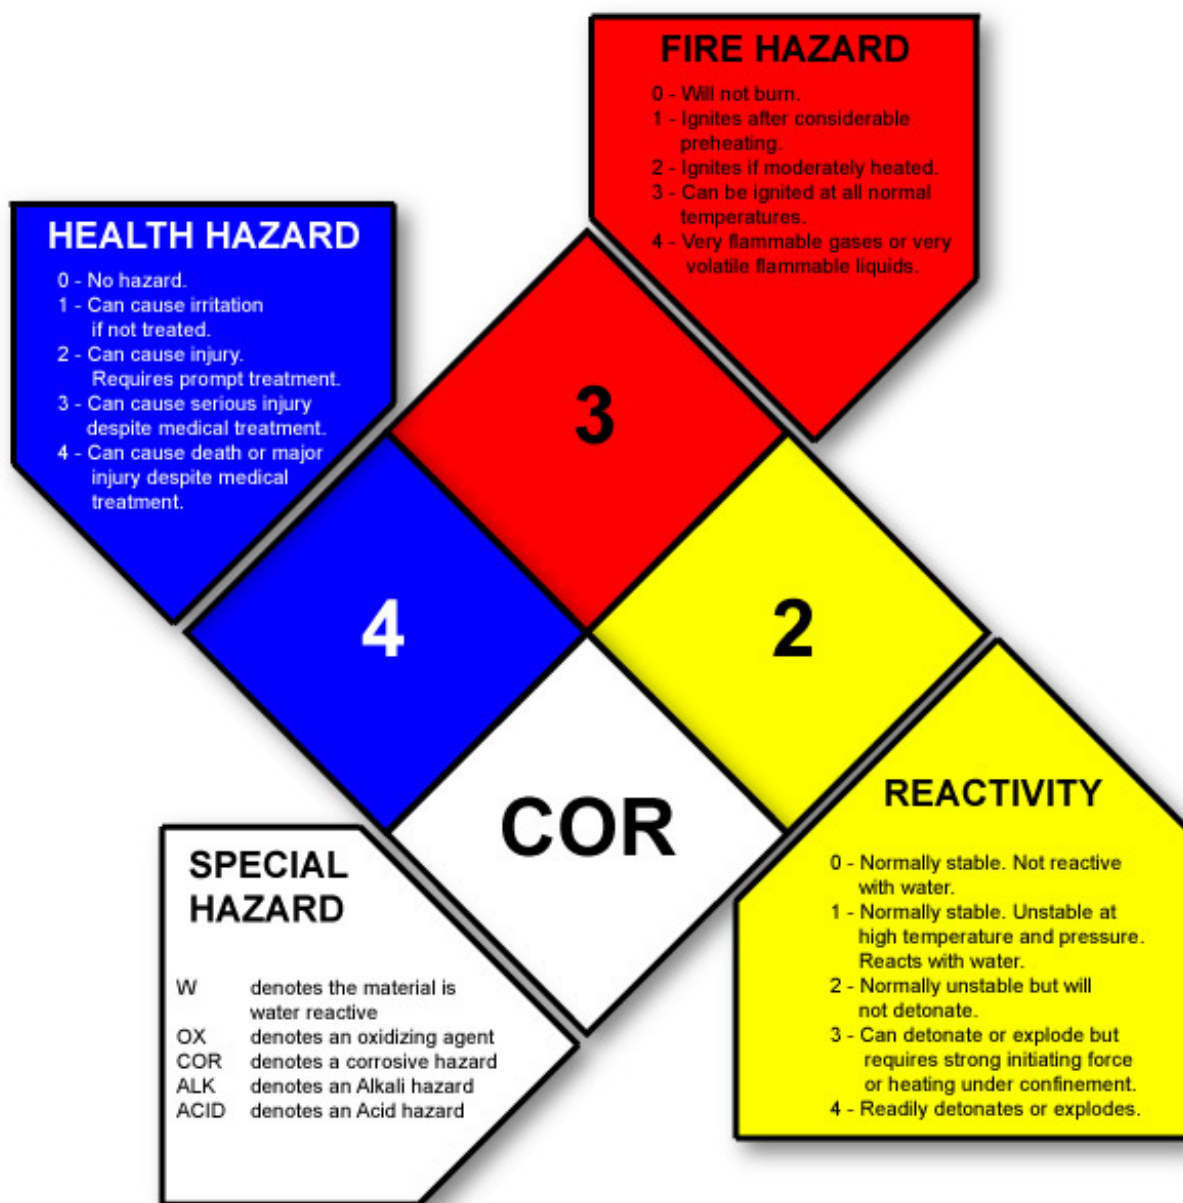 FIRE HAZARD
0 - Will not burn.
1 - Ignites after considerable
preheating.
2 - Ignites if moderately heated.
3 - Can be ignited at all normal
temperatures.
4 - Very flammable gases or very
volatile flammable liquids.
HEALTH HAZARD
0 - No hazard.
1 - Can cause irritation
if not treated.
2 - Can cause injury.
Requires prompt treatment.
3 - Can cause serious injury
despite medical treatment.
4 - Can cause death or major
injury despite medical
treatment.
3
4
2
COR
REACTIVITY
0 - Normally stable. Not reactive
with water.
1 - Normally stable. Unstable at
high temperature and pressure.
Reacts with water.
2 - Normally unstable but will
not detonate.
3 - Can detonate or explode but
requires strong initiating force
or heating under confinement.
4 - Readily detonates or explodes.
SPECIAL
HAZARD
W denotes the material is
water reactive
OX denotes an oxidizing agent
COR denotes a corrosive hazard
ALK denotes an Alkali hazard
ACID denotes an Acid hazard